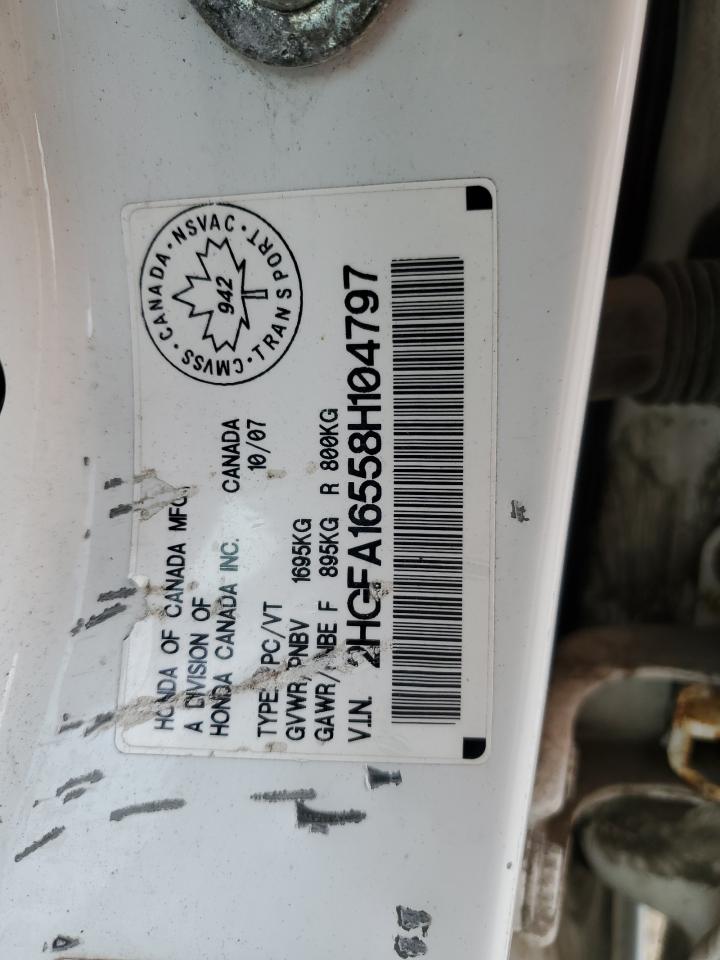 HONDA OF CANADA MFG.
A DIVISION OF
HONDA CANADA INC. CANADA
10/07
TYPE: PC/VT
GVWR/PNBV 1695KG
GAWR/PNBE F 895KG R 800KG
V.I.N. 2HGFA16558H104797
CMVSS · CANADA · NSVAC · TRANSPORT ·
942